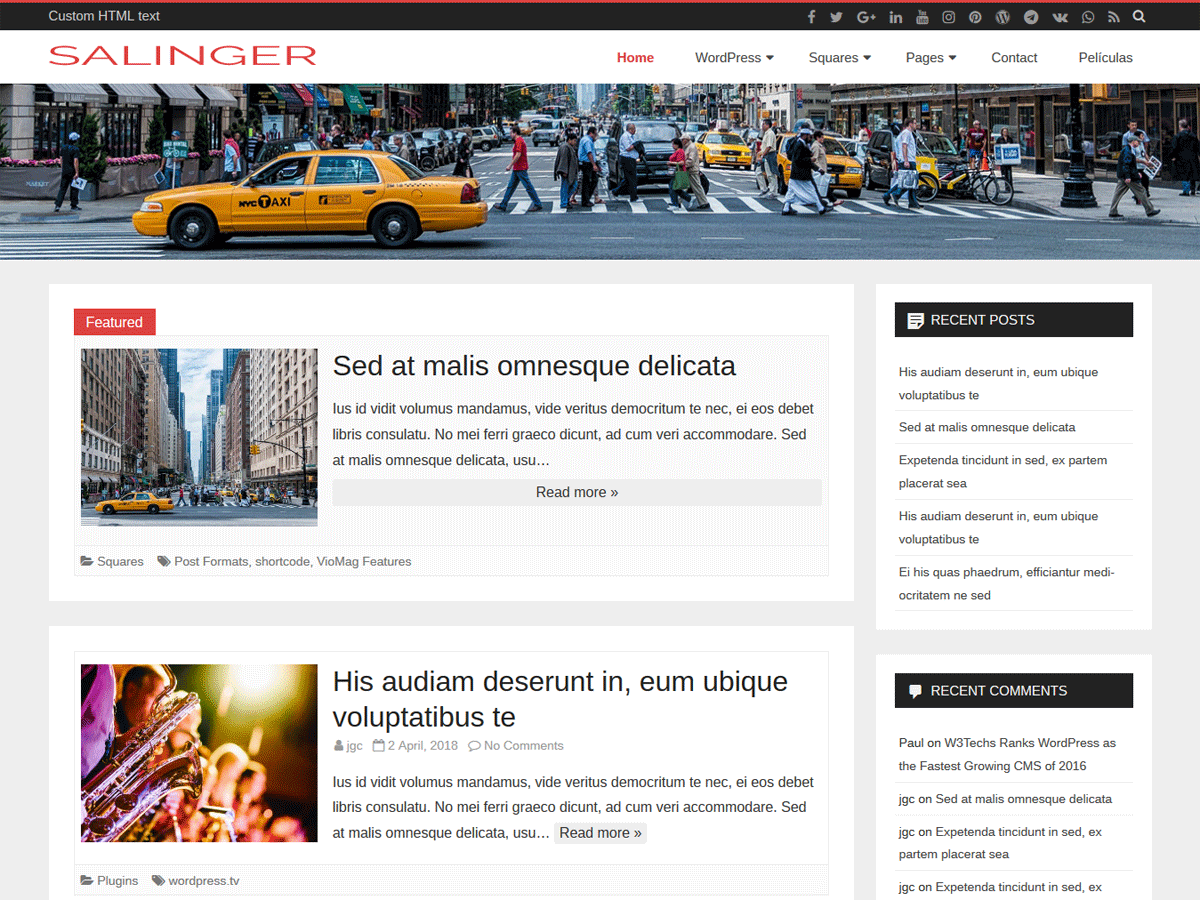 Custom HTML text
SALINGER
Home WordPress Squares Pages Contact Películas
NYC TAXI
Featured
Sed at malis omnesque delicata
Ius id vidit volumus mandamus, vide veritus democritum te nec, ei eos debet
libris consulatu. No mei ferri graeco dicunt, ad cum veri accommodare. Sed
at malis omnesque delicata, usu…
Read more »
Squares Post Formats, shortcode, VioMag Features
His audiam deserunt in, eum ubique
voluptatibus te
jgc 2 April, 2018 No Comments
Ius id vidit volumus mandamus, vide veritus democritum te nec, ei eos debet
libris consulatu. No mei ferri graeco dicunt, ad cum veri accommodare. Sed
at malis omnesque delicata, usu… Read more »
Plugins wordpress.tv
RECENT POSTS
His audiam deserunt in, eum ubique
voluptatibus te
Sed at malis omnesque delicata
Expetenda tincidunt in sed, ex partem
placerat sea
His audiam deserunt in, eum ubique
voluptatibus te
Ei his quas phaedrum, efficiantur medi-
ocritatem ne sed
RECENT COMMENTS
Paul on W3Techs Ranks WordPress as
the Fastest Growing CMS of 2016
jgc on Sed at malis omnesque delicata
jgc on Expetenda tincidunt in sed, ex
partem placerat sea
jgc on Expetenda tincidunt in sed, ex